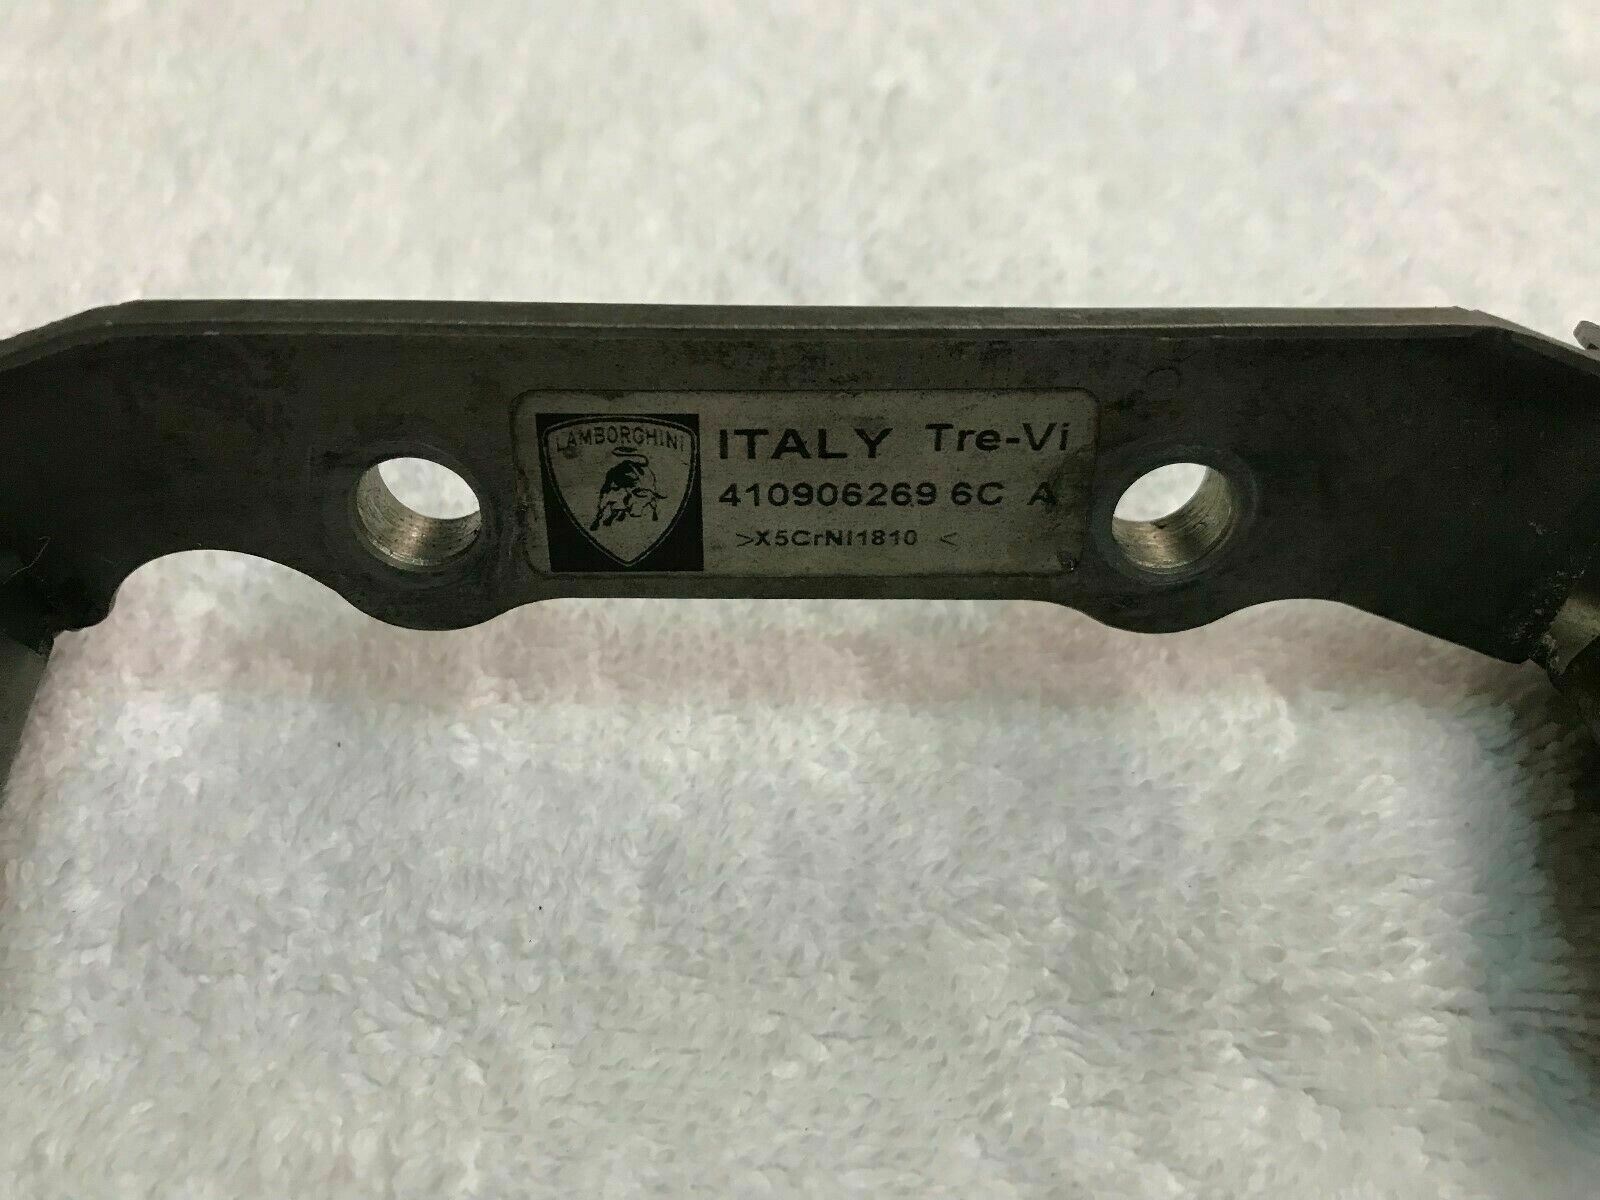 LAMBORGHINI
ITALY Tre-Vi
410906269 6C A
>X5CrNI1810 <